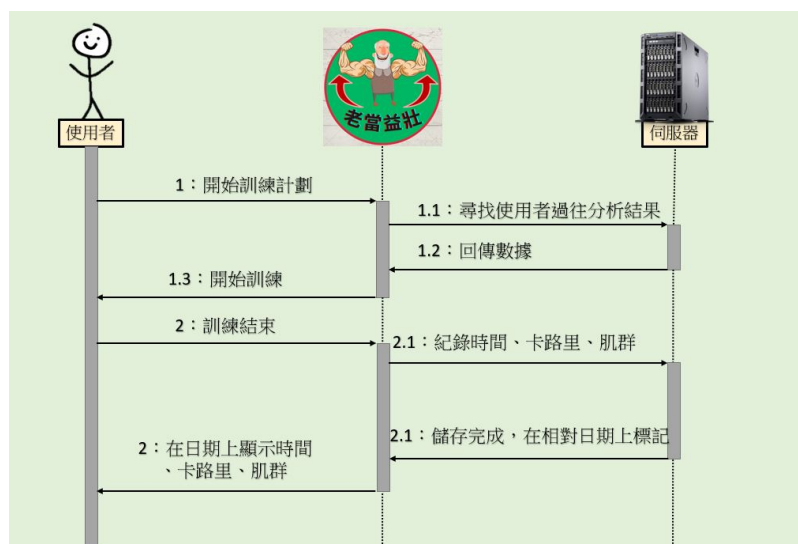 老當益壯
使用者
伺服器
1：開始訓練計劃
1.1：尋找使用者過往分析結果
1.2：回傳數據
1.3：開始訓練
2：訓練結束
2.1：紀錄時間、卡路里、肌群
2.1：儲存完成，在相對日期上標記
2：在日期上顯示時間
、卡路里、肌群